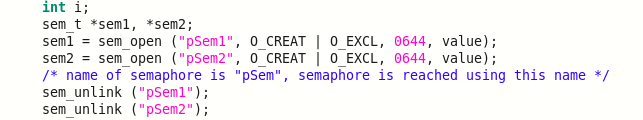 int i;
sem_t *sem1, *sem2;
sem1 = sem_open ("pSem1", O_CREAT | O_EXCL, 0644, value);
sem2 = sem_open ("pSem2", O_CREAT | O_EXCL, 0644, value);
/* name of semaphore is "pSem", semaphore is reached using this name */
sem_unlink ("pSem1");
sem_unlink ("pSem2");